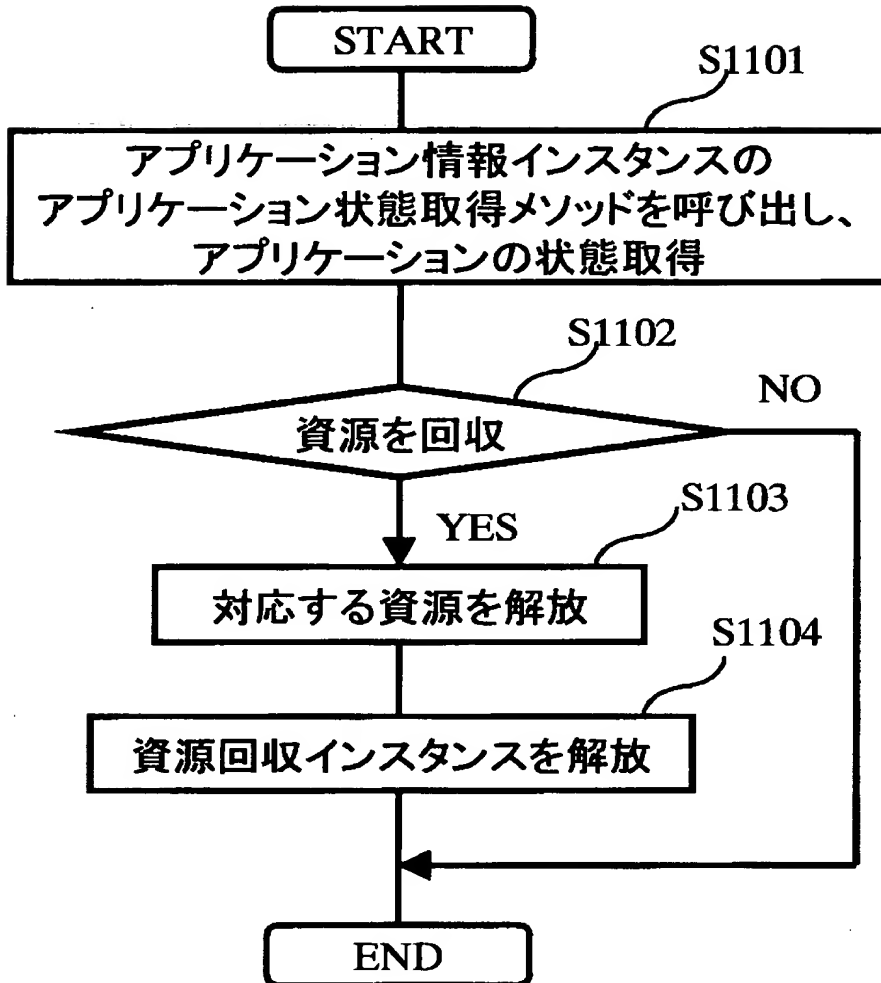 START
S1101
アプリケーション情報インスタンスの
アプリケーション状態取得メソッドを呼び出し、
アプリケーションの状態取得
S1102
資源を回収
NO
YES
S1103
対応する資源を解放
S1104
資源回収インスタンスを解放
END